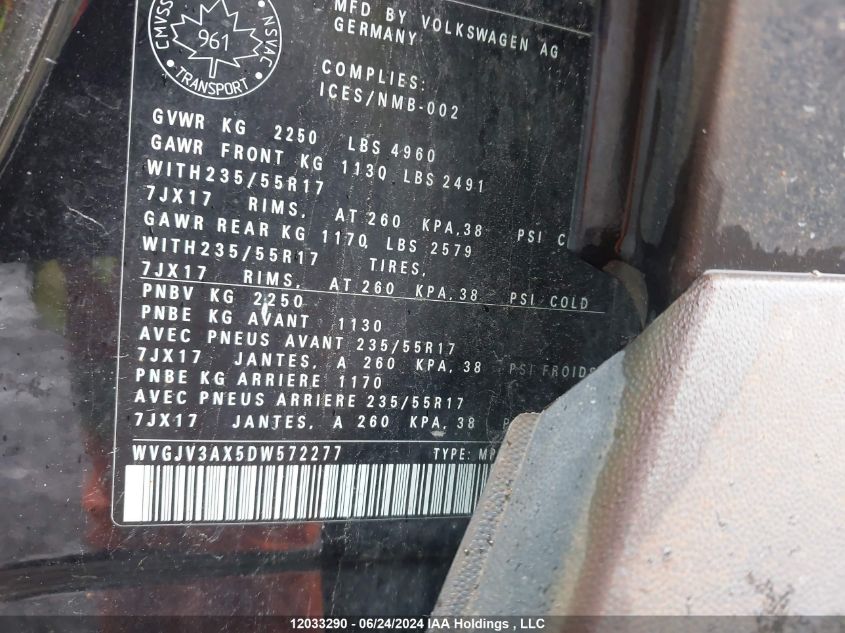 CMVSS NSVAC
961
TRANSPORT
MFD BY VOLKSWAGEN AG
GERMANY
COMPLIES:
ICES/NMB-002
GVWR KG 2250 LBS 4960
GAWR FRONT KG 1130 LBS 2491
WITH235/55R17
7JX17 RIMS, AT 260 KPA,38 PSI C
GAWR REAR KG 1170 LBS 2579
WITH235/55R17 TIRES,
7JX17 RIMS, AT 260 KPA,38 PSI COLD
PNBV KG 2250
PNBE KG AVANT 1130
AVEC PNEUS AVANT 235/55R17
7JX17 JANTES, A 260 KPA, 38 PSI FROIDS
PNBE KG ARRIERE 1170
AVEC PNEUS ARRIERE 235/55R17
7JX17 JANTES, A 260 KPA, 38 P
WVGJV3AX5DW572277 TYPE: MP
12033290 - 06/24/2024 IAA Holdings , LLC